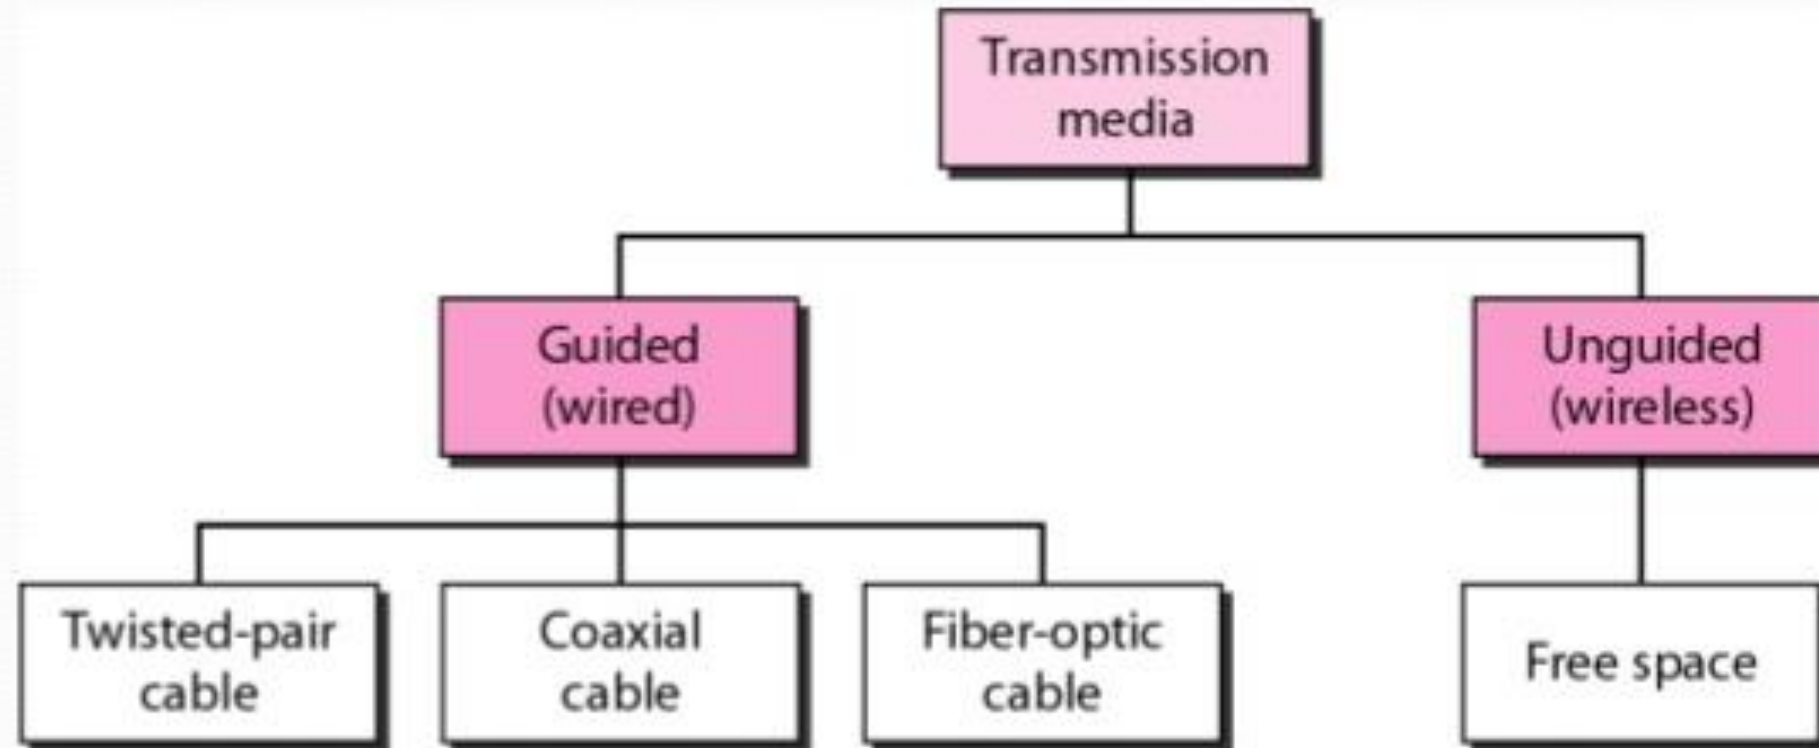 Transmission
media
Guided
(wired)
Unguided
(wireless)
Twisted-pair
cable
Coaxial
cable
Fiber-optic
cable
Free space